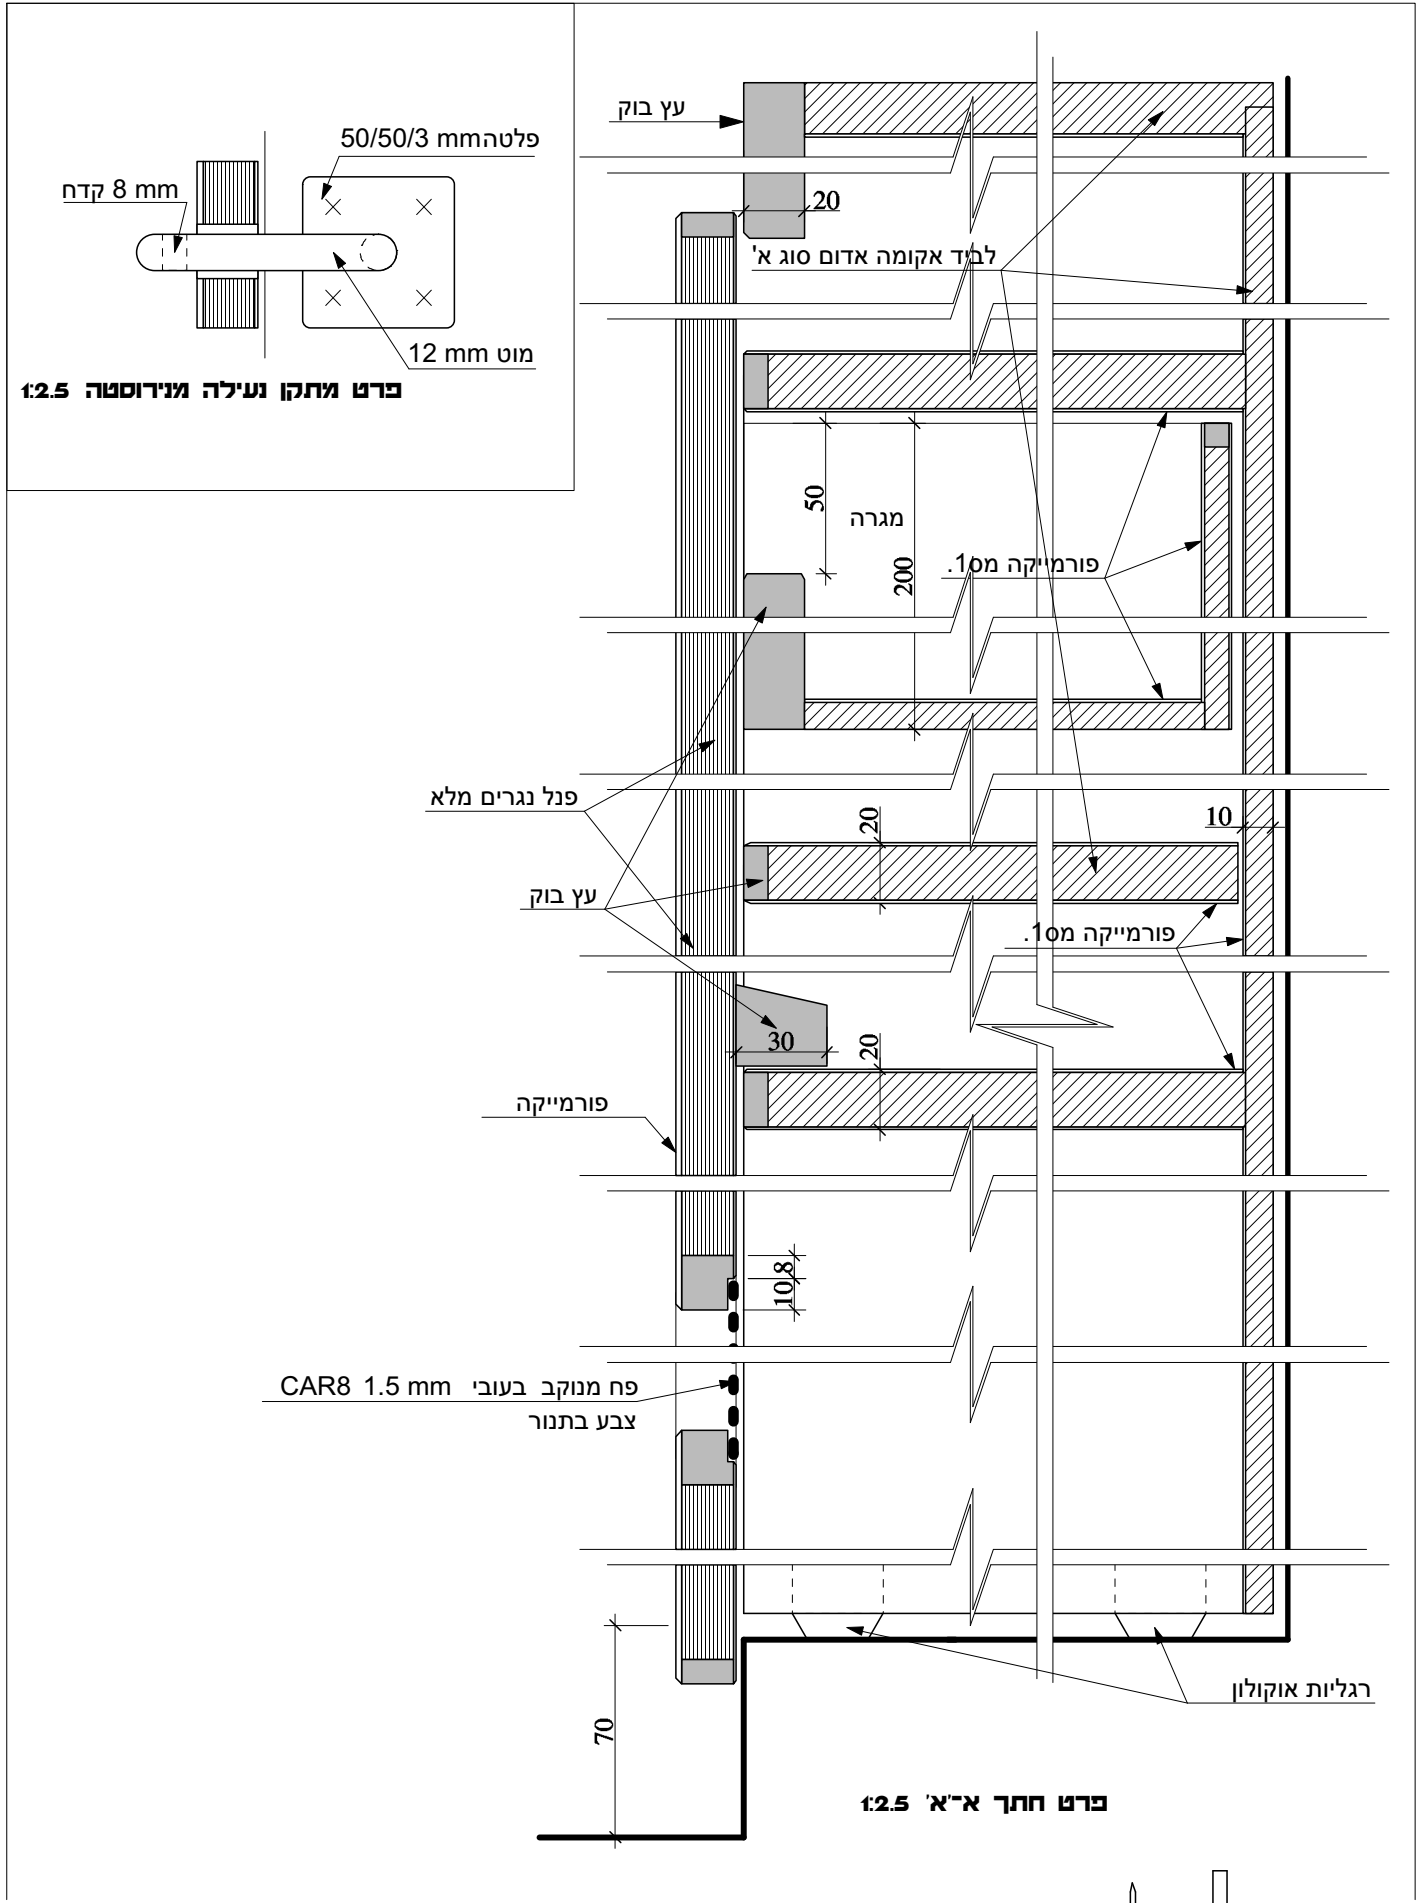 פלטה 50/50/3 mm
קדח 8 mm
מוט 12 mm
פרט מתקן נעילה מנירוסטה 1:2.5
עץ בוק
20
לביד אקומה אדום סוג א'
50
מגרה
200
פורמייקה מס1.
פנל נגרים מלא
20
10
עץ בוק
פורמייקה מס1.
30
20
פורמייקה
8
10
פח מנוקב בעובי CAR8 1.5 mm
צבע בתנור
רגליות אוקולון
70
פרט חתך א-'א' 1:2.5